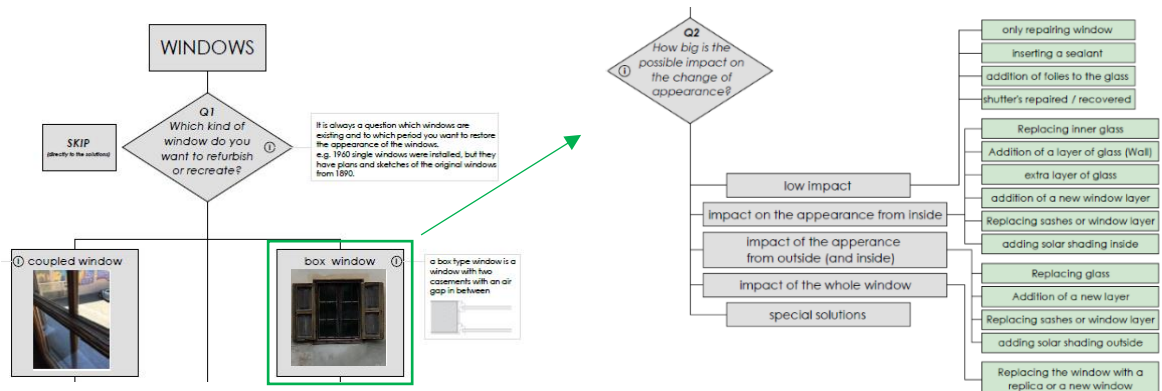 WINDOWS
Q1
Which kind of
window do you
want to refurbish
or recreate?
SKIP
(directly to the solutions)
It is always a question which windows are
existing and to which period you want to restore
the appearance of the windows.
e.g. 1960 single windows were installed, but they
have plans and sketches of the original windows
from 1890.
coupled window
box window
a box type window is a
window with two
casements with an air
gap in between
Q2
How big is the
possible impact on
the change of
appearance?
low impact
impact on the appearance from inside
impact of the apperance
from outside (and inside)
impact of the whole window
special solutions
only repairing window
inserting a sealant
addition of folies to the glass
shutter's repaired / recovered
Replacing inner glass
Addition of a layer of glass (Wall)
extra layer of glass
addition of a new window layer
Replacing sashes or window layer
adding solar shading inside
Replacing glass
Addition of a new layer
Replacing sashes or window layer
adding solar shading outside
Replacing the window with a
replica or a new window